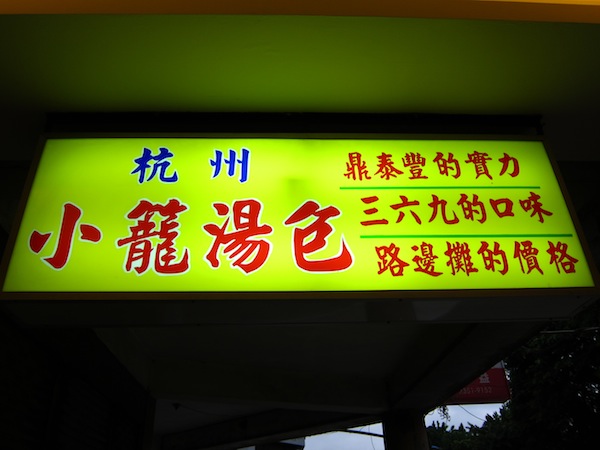 杭州
小籠湯包
鼎泰豐的實力
三六九的口味
路邊攤的價格